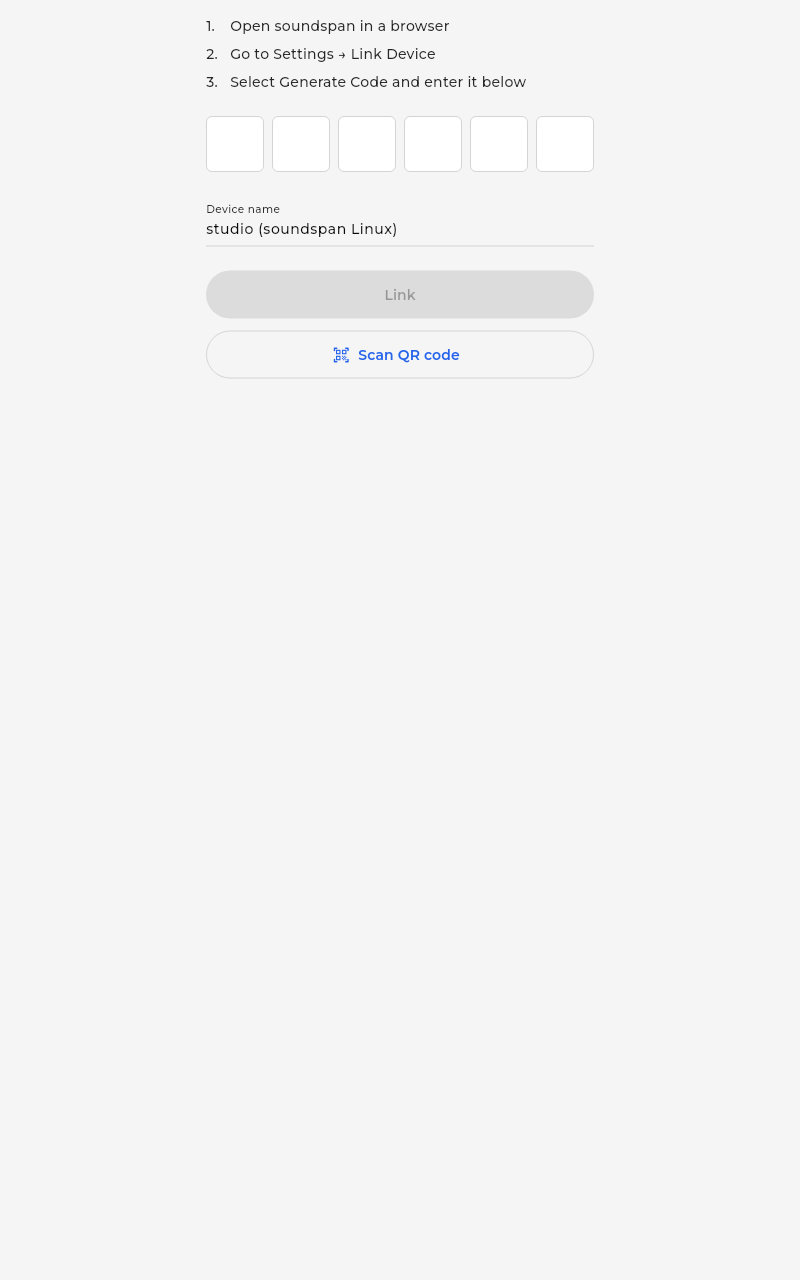 1. Open soundspan in a browser
2. Go to Settings → Link Device
3. Select Generate Code and enter it below
Device name
studio (soundspan Linux)
Link
Scan QR code